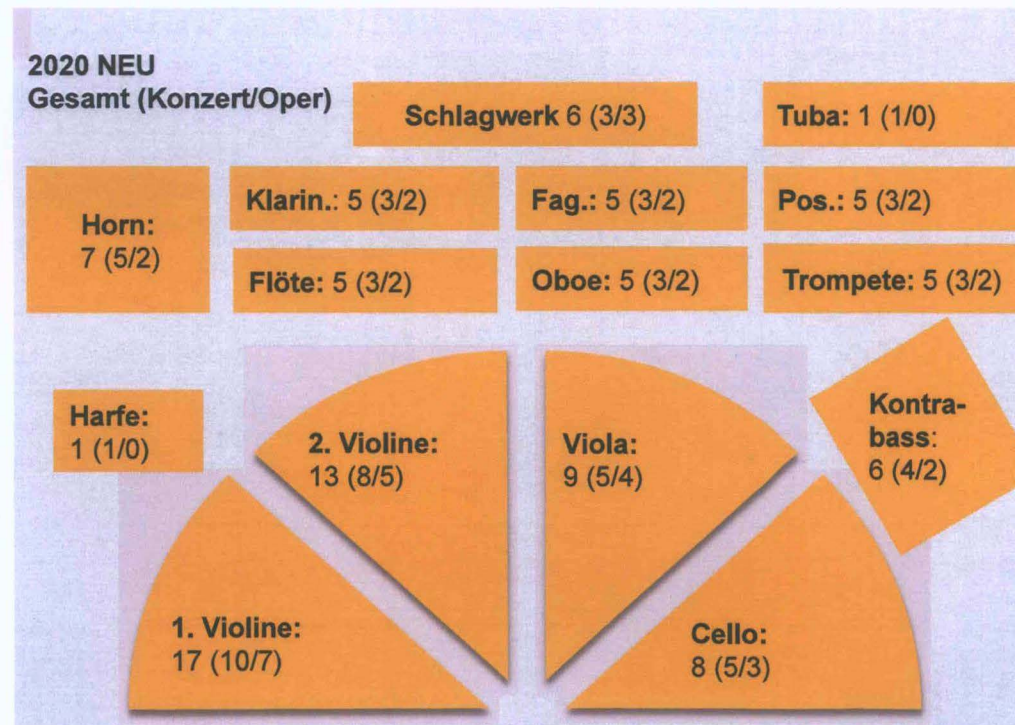 2020 NEU
Gesamt (Konzert/Oper)
Schlagwerk 6 (3/3)
Tuba: 1 (1/0)
Horn:
7 (5/2)
Klarin.: 5 (3/2)
Fag.: 5 (3/2)
Pos.: 5 (3/2)
Flöte: 5 (3/2)
Oboe: 5 (3/2)
Trompete: 5 (3/2)
Harfe:
1 (1/0)
2. Violine:
13 (8/5)
Viola:
9 (5/4)
Kontra-
bass:
6 (4/2)
1. Violine:
17 (10/7)
Cello:
8 (5/3)